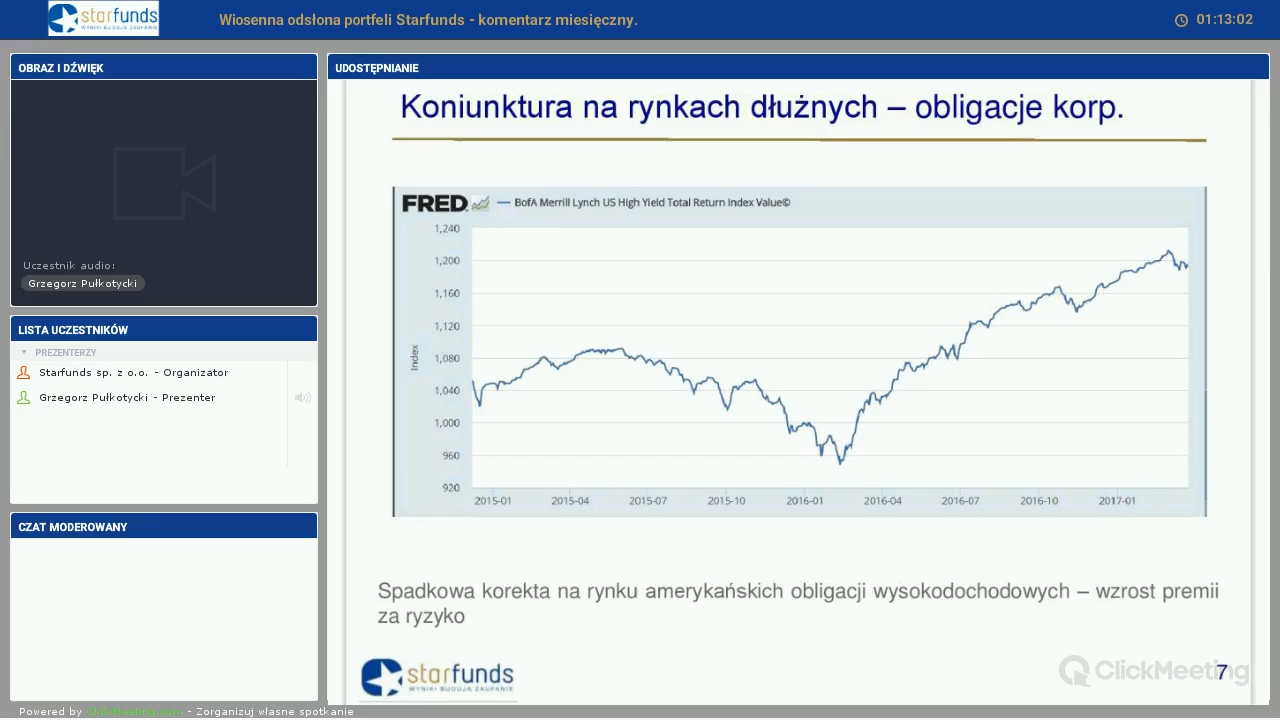 starfunds
WYNIKI BUDUJĄ ZAUFANIE
Wiosenna odsłona portfeli Starfunds - komentarz miesięczny.
01:13:02
OBRAZ I DŹWIĘK
Uczestnik audio:
Grzegorz Pułkotycki
LISTA UCZESTNIKÓW
PREZENTERZY
Starfunds sp. z o.o. - Organizator
Grzegorz Pułkotycki - Prezenter
CZAT MODEROWANY
UDOSTĘPNIANIE
Koniunktura na rynkach dłużnych – obligacje korp.
FRED
BofA Merrill Lynch US High Yield Total Return Index Value©
1,240
1,200
1,160
1,120
1,080
1,040
1,000
960
920
Index
2015-01 2015-04 2015-07 2015-10 2016-01 2016-04 2016-07 2016-10 2017-01
Spadkowa korekta na rynku amerykańskich obligacji wysokodochodowych – wzrost premii
za ryzyko
starfunds
WYNIKI BUDUJĄ ZAUFANIE
ClickMeeting
7
Powered by ClickMeeting.com - Zorganizuj własne spotkanie